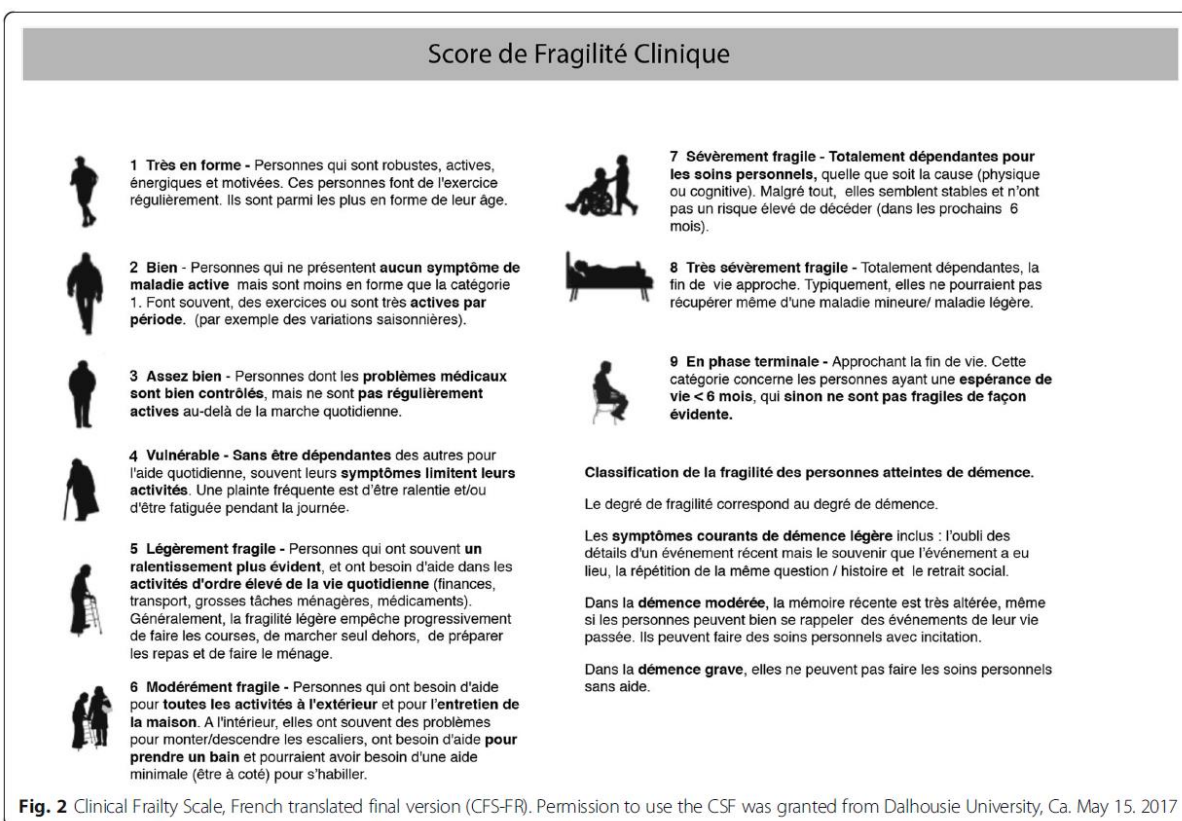 Score de Fragilité Clinique
1 Très en forme - Personnes qui sont robustes, actives,
énergiques et motivées. Ces personnes font de l'exercice
régulièrement. Ils sont parmi les plus en forme de leur âge.
2 Bien - Personnes qui ne présentent aucun symptôme de
maladie active mais sont moins en forme que la catégorie
1. Font souvent, des exercices ou sont très actives par
période. (par exemple des variations saisonnières).
3 Assez bien - Personnes dont les problèmes médicaux
sont bien contrôlés, mais ne sont pas régulièrement
actives au-delà de la marche quotidienne.
4 Vulnérable - Sans être dépendantes des autres pour
l'aide quotidienne, souvent leurs symptômes limitent leurs
activités. Une plainte fréquente est d'être ralentie et/ou
d'être fatiguée pendant la journée.
5 Légèrement fragile - Personnes qui ont souvent un
ralentissement plus évident, et ont besoin d'aide dans les
activités d'ordre élevé de la vie quotidienne (finances,
transport, grosses tâches ménagères, médicaments).
Généralement, la fragilité légère empêche progressivement
de faire les courses, de marcher seul dehors, de préparer
les repas et de faire le ménage.
6 Modérément fragile - Personnes qui ont besoin d'aide
pour toutes les activités à l'extérieur et pour l'entretien de
la maison. A l'intérieur, elles ont souvent des problèmes
pour monter/descendre les escaliers, ont besoin d'aide pour
prendre un bain et pourraient avoir besoin d'une aide
minimale (être à coté) pour s'habiller.
7 Sévèrement fragile - Totalement dépendantes pour
les soins personnels, quelle que soit la cause (physique
ou cognitive). Malgré tout, elles semblent stables et n'ont
pas un risque élevé de décéder (dans les prochains 6
mois).
8 Très sévèrement fragile - Totalement dépendantes, la
fin de vie approche. Typiquement, elles ne pourraient pas
récupérer même d'une maladie mineure/ maladie légère.
9 En phase terminale - Approchant la fin de vie. Cette
catégorie concerne les personnes ayant une espérance de
vie < 6 mois, qui sinon ne sont pas fragiles de façon
évidente.
Classification de la fragilité des personnes atteintes de démence.
Le degré de fragilité correspond au degré de démence.
Les symptômes courants de démence légère inclus : l'oubli des
détails d'un événement récent mais le souvenir que l'événement a eu
lieu, la répétition de la même question / histoire et le retrait social.
Dans la démence modérée, la mémoire récente est très altérée, même
si les personnes peuvent bien se rappeler des événements de leur vie
passée. Ils peuvent faire des soins personnels avec incitation.
Dans la démence grave, elles ne peuvent pas faire les soins personnels
sans aide.
Fig. 2 Clinical Frailty Scale, French translated final version (CFS-FR). Permission to use the CSF was granted from Dalhousie University, Ca. May 15. 2017